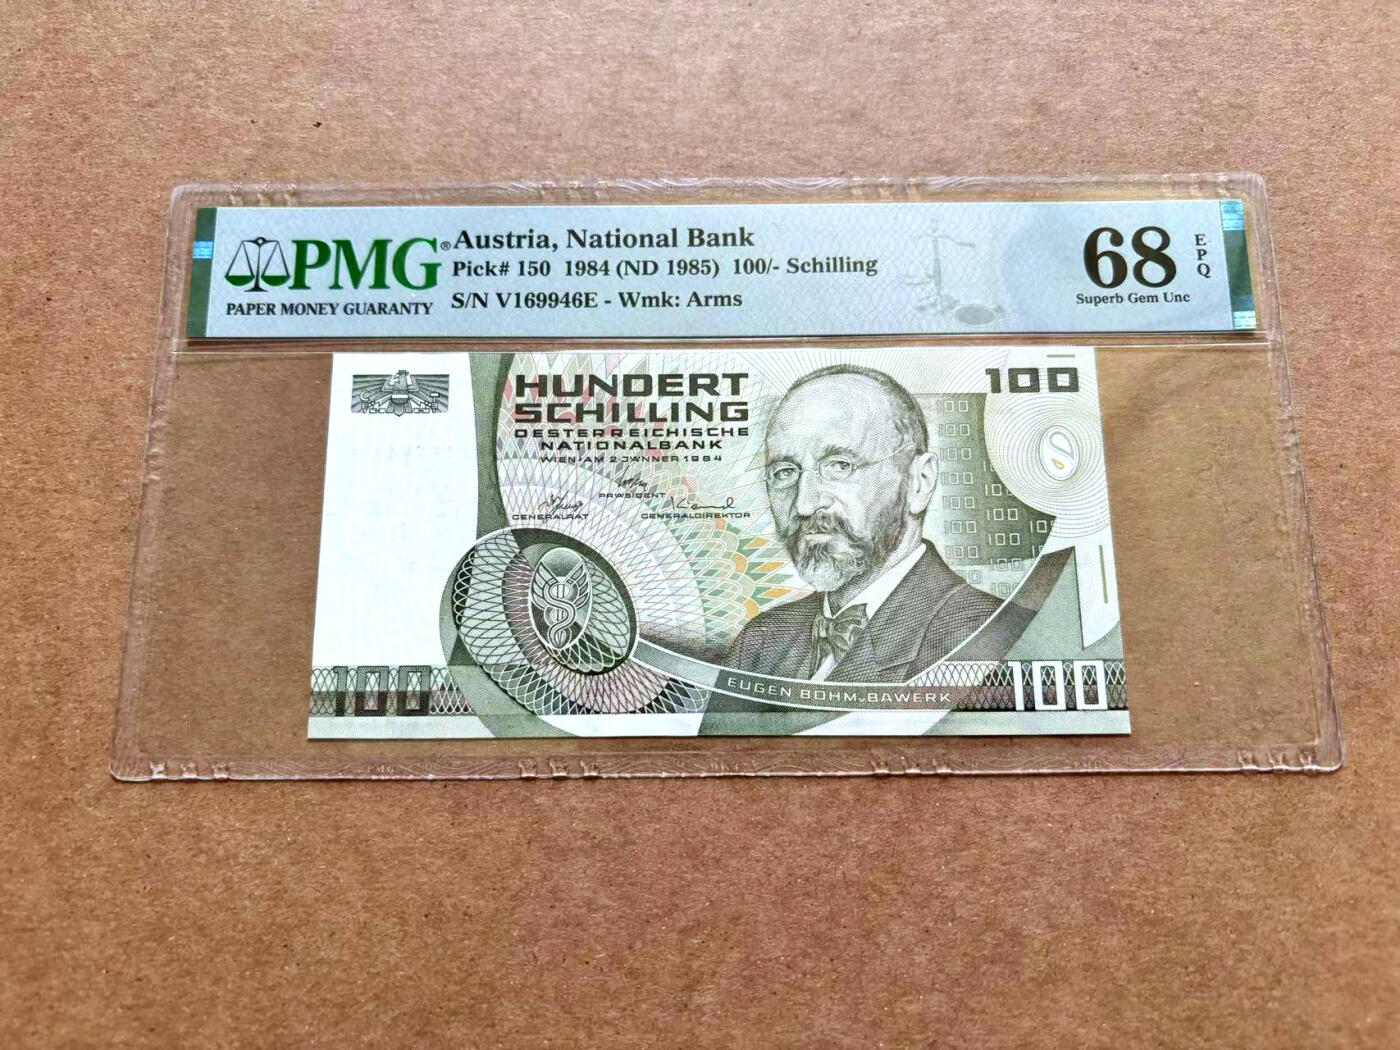 PMG®
PAPER MONEY GUARANTY
Austria, National Bank
Pick# 150 1984 (ND 1985) 100/- Schilling
S/N V169946E - Wmk: Arms
68
EPQ
Superb Gem Unc
HUNDERT
SCHILLING
OESTERREICHISCHE
NATIONALBANK
WIEN·AM 2·JÄNNER 1984
PRÄSIDENT
GENERALRAT
GENERALDIREKTOR
100
EUGEN BÖHM v. BAWERK
100
100